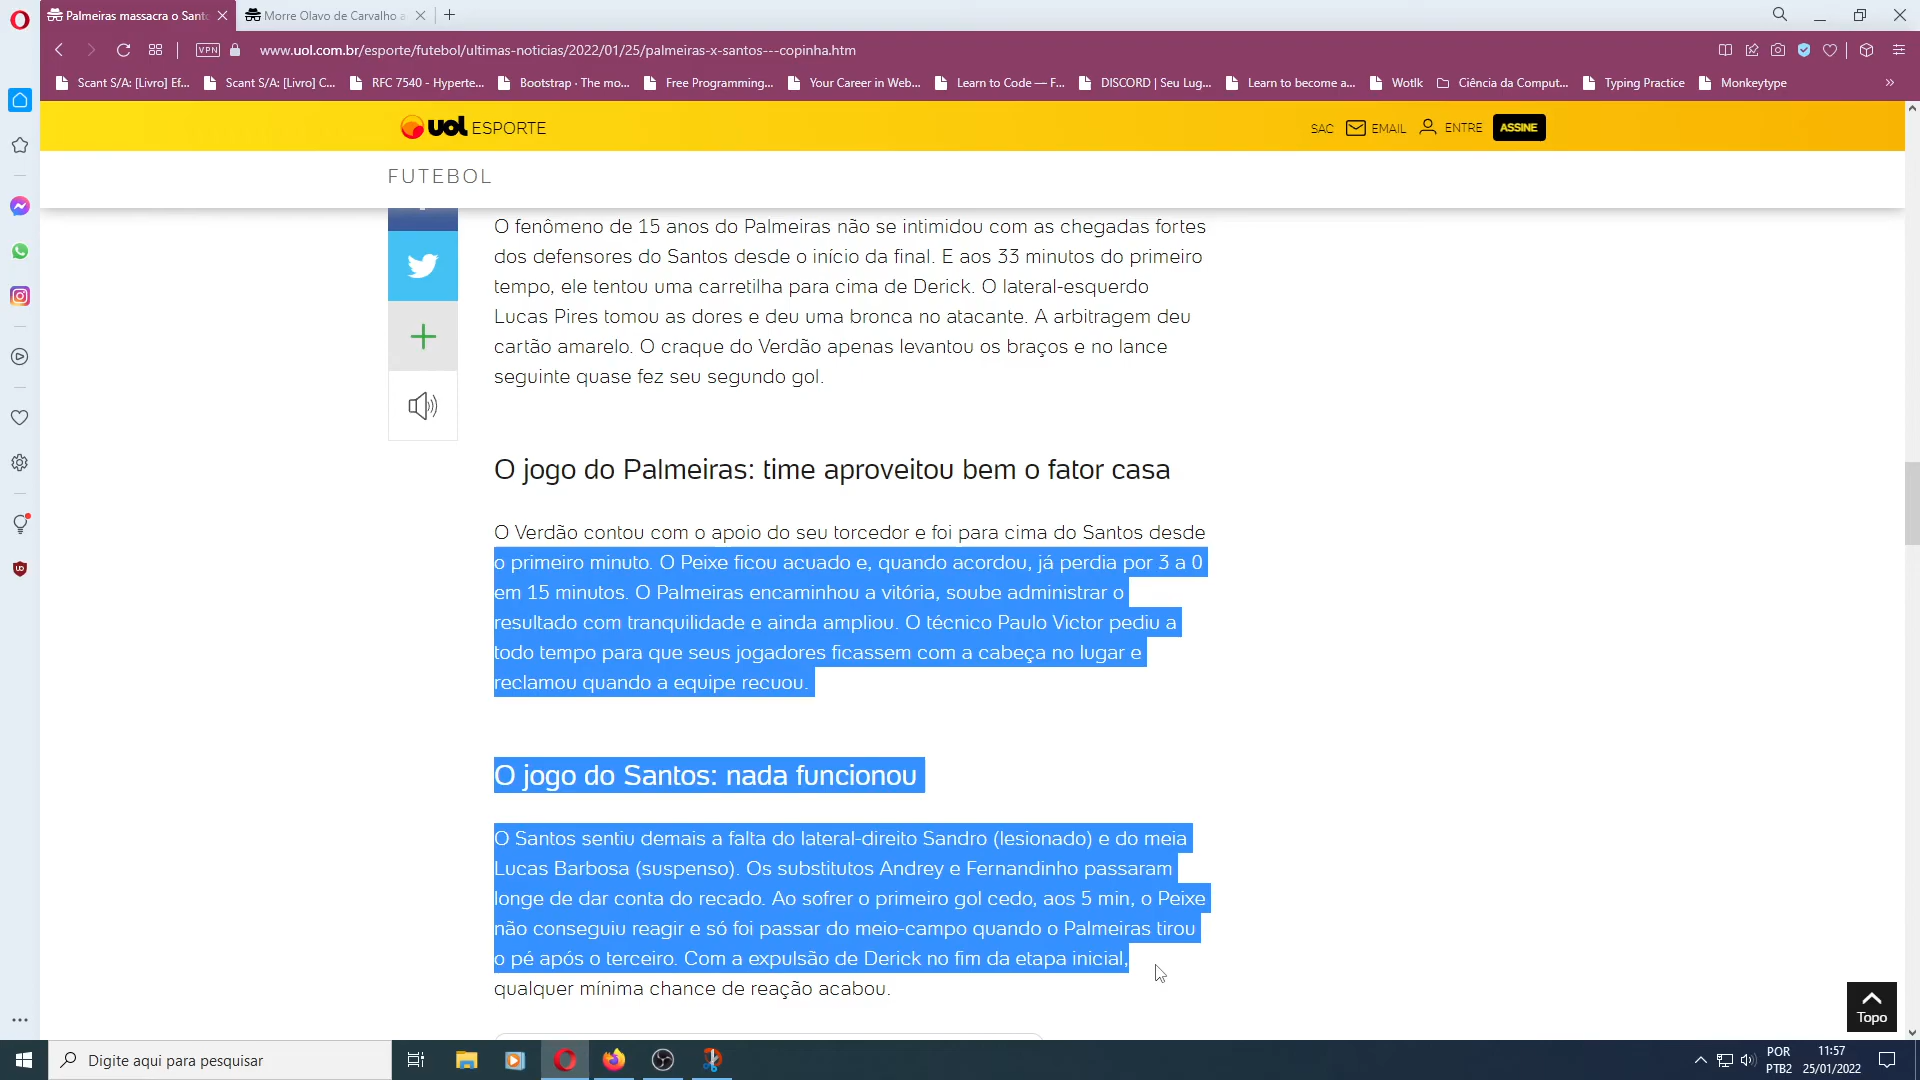 Palmeiras massacra o Santo
Morre Olavo de Carvalho a
VPN
www.uol.com.br/esporte/futebol/ultimas-noticias/2022/01/25/palmeiras-x-santos---copinha.htm
Scant S/A: [Livro] Ef...
Scant S/A: [Livro] C...
RFC 7540 - Hyperte...
Bootstrap · The mo...
Free Programming...
Your Career in Web...
Learn to Code — F...
DISCORD | Seu Lug...
Learn to become a...
Wotlk
Ciência da Comput...
Typing Practice
Monkeytype
uol ESPORTE
SAC
EMAIL
ENTRE
ASSINE
FUTEBOL
O fenômeno de 15 anos do Palmeiras não se intimidou com as chegadas fortes
dos defensores do Santos desde o início da final. E aos 33 minutos do primeiro
tempo, ele tentou uma carretilha para cima de Derick. O lateral-esquerdo
Lucas Pires tomou as dores e deu uma bronca no atacante. A arbitragem deu
cartão amarelo. O craque do Verdão apenas levantou os braços e no lance
seguinte quase fez seu segundo gol.
O jogo do Palmeiras: time aproveitou bem o fator casa
O Verdão contou com o apoio do seu torcedor e foi para cima do Santos desde
o primeiro minuto. O Peixe ficou acuado e, quando acordou, já perdia por 3 a 0
em 15 minutos. O Palmeiras encaminhou a vitória, soube administrar o
resultado com tranquilidade e ainda ampliou. O técnico Paulo Victor pediu a
todo tempo para que seus jogadores ficassem com a cabeça no lugar e
reclamou quando a equipe recuou.
O jogo do Santos: nada funcionou
O Santos sentiu demais a falta do lateral-direito Sandro (lesionado) e do meia
Lucas Barbosa (suspenso). Os substitutos Andrey e Fernandinho passaram
longe de dar conta do recado. Ao sofrer o primeiro gol cedo, aos 5 min, o Peixe
não conseguiu reagir e só foi passar do meio-campo quando o Palmeiras tirou
o pé após o terceiro. Com a expulsão de Derick no fim da etapa inicial,
qualquer mínima chance de reação acabou.
Topo
Digite aqui para pesquisar
POR
PTB2
11:57
25/01/2022